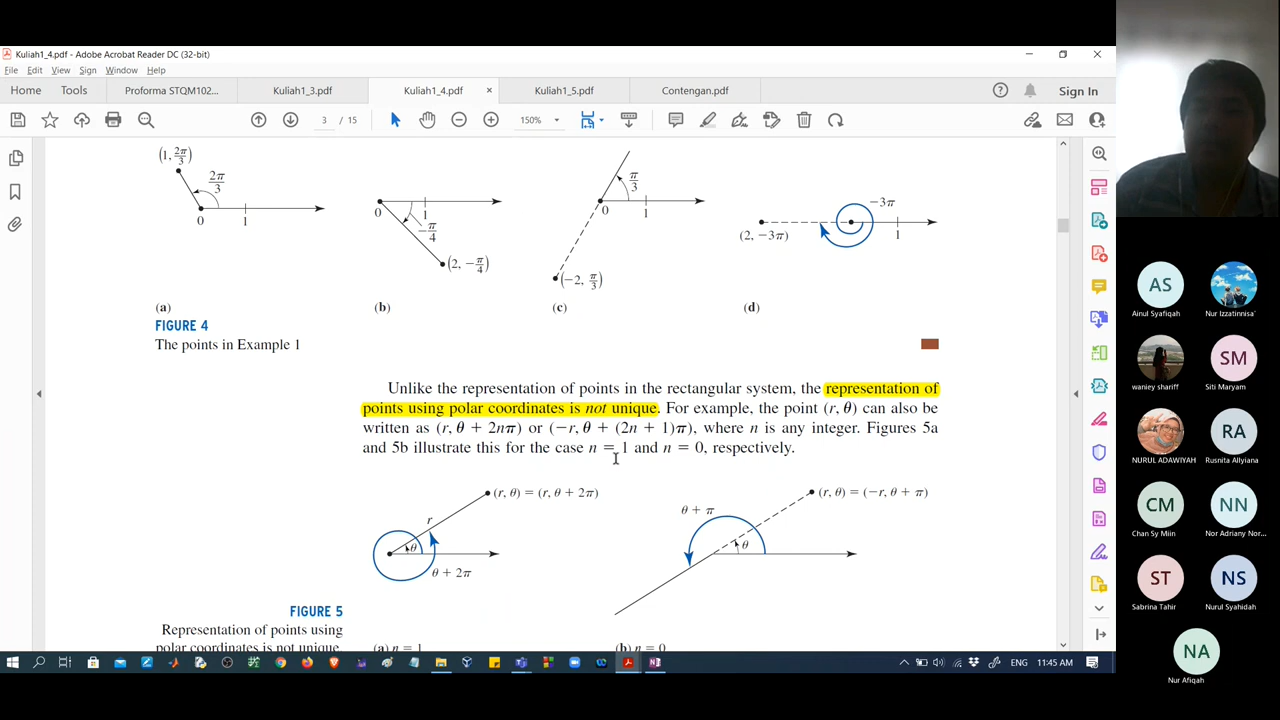 Kuliah1_4.pdf - Adobe Acrobat Reader DC (32-bit)
File Edit View Sign Window Help
Home Tools Proforma STQM102... Kuliah1_3.pdf Kuliah1_4.pdf × Kuliah1_5.pdf Contengan.pdf Sign In
3 / 15 150%
(1, 2π/3)
2π/3
0 1
(a)
0 1
-π/4
(2, -π/4)
(b)
π/3
0 1
(-2, π/3)
(c)
-3π
(2, -3π) 1
(d)
FIGURE 4
The points in Example 1
Unlike the representation of points in the rectangular system, the representation of
points using polar coordinates is not unique. For example, the point (r, θ) can also be
written as (r, θ + 2nπ) or (-r, θ + (2n + 1)π), where n is any integer. Figures 5a
and 5b illustrate this for the case n = 1 and n = 0, respectively.
(r, θ) = (r, θ + 2π)
r
θ
θ + 2π
(r, θ) = (-r, θ + π)
θ + π
θ
FIGURE 5
Representation of points using
polar coordinates is not unique.
(a) n = 1
(b) n = 0
ENG 11:45 AM
AS
Ainul Syafiqah
Nur Izzatinnisa'
waniey shariff
SM
Siti Maryam
NURUL ADAWIYAH
RA
Rusnita Allyiana
CM
Chan Sy Miin
NN
Nor Adriany Nor...
ST
Sabrina Tahir
NS
Nurul Syahidah
NA
Nur Afiqah